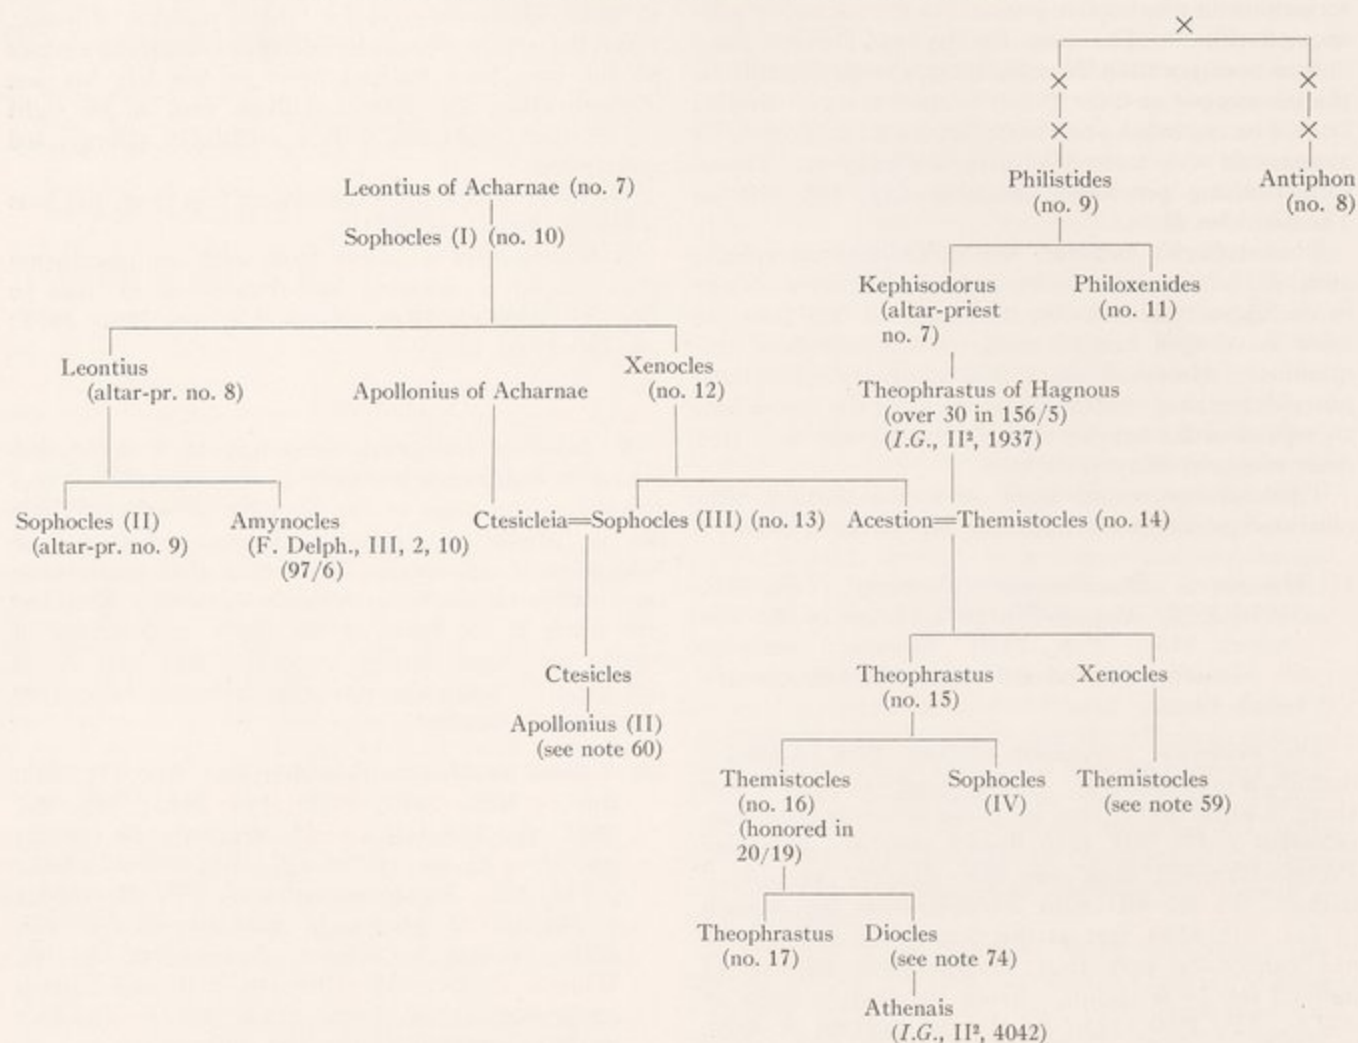 ×
× ×
× ×
Philistides
(no. 9)
Antiphon
(no. 8)
Leontius of Acharnae (no. 7)
Sophocles (I) (no. 10)
Kephisodorus
(altar-priest
no. 7)
Philoxenides
(no. 11)
Leontius
(altar-pr. no. 8)
Apollonius of Acharnae
Xenocles
(no. 12)
Theophrastus of Hagnous
(over 30 in 156/5)
(I.G., II², 1937)
Sophocles (II)
(altar-pr. no. 9)
Amynocles
(F. Delph., III, 2, 10)
(97/6)
Ctesicleia=Sophocles (III) (no. 13)
Acestion=Themistocles (no. 14)
Ctesicles
Apollonius (II)
(see note 60)
Theophrastus
(no. 15)
Xenocles
Themistocles
(no. 16)
(honored in
20/19)
Sophocles
(IV)
Themistocles
(see note 59)
Theophrastus
(no. 17)
Diocles
(see note 74)
Athenais
(I.G., II², 4042)